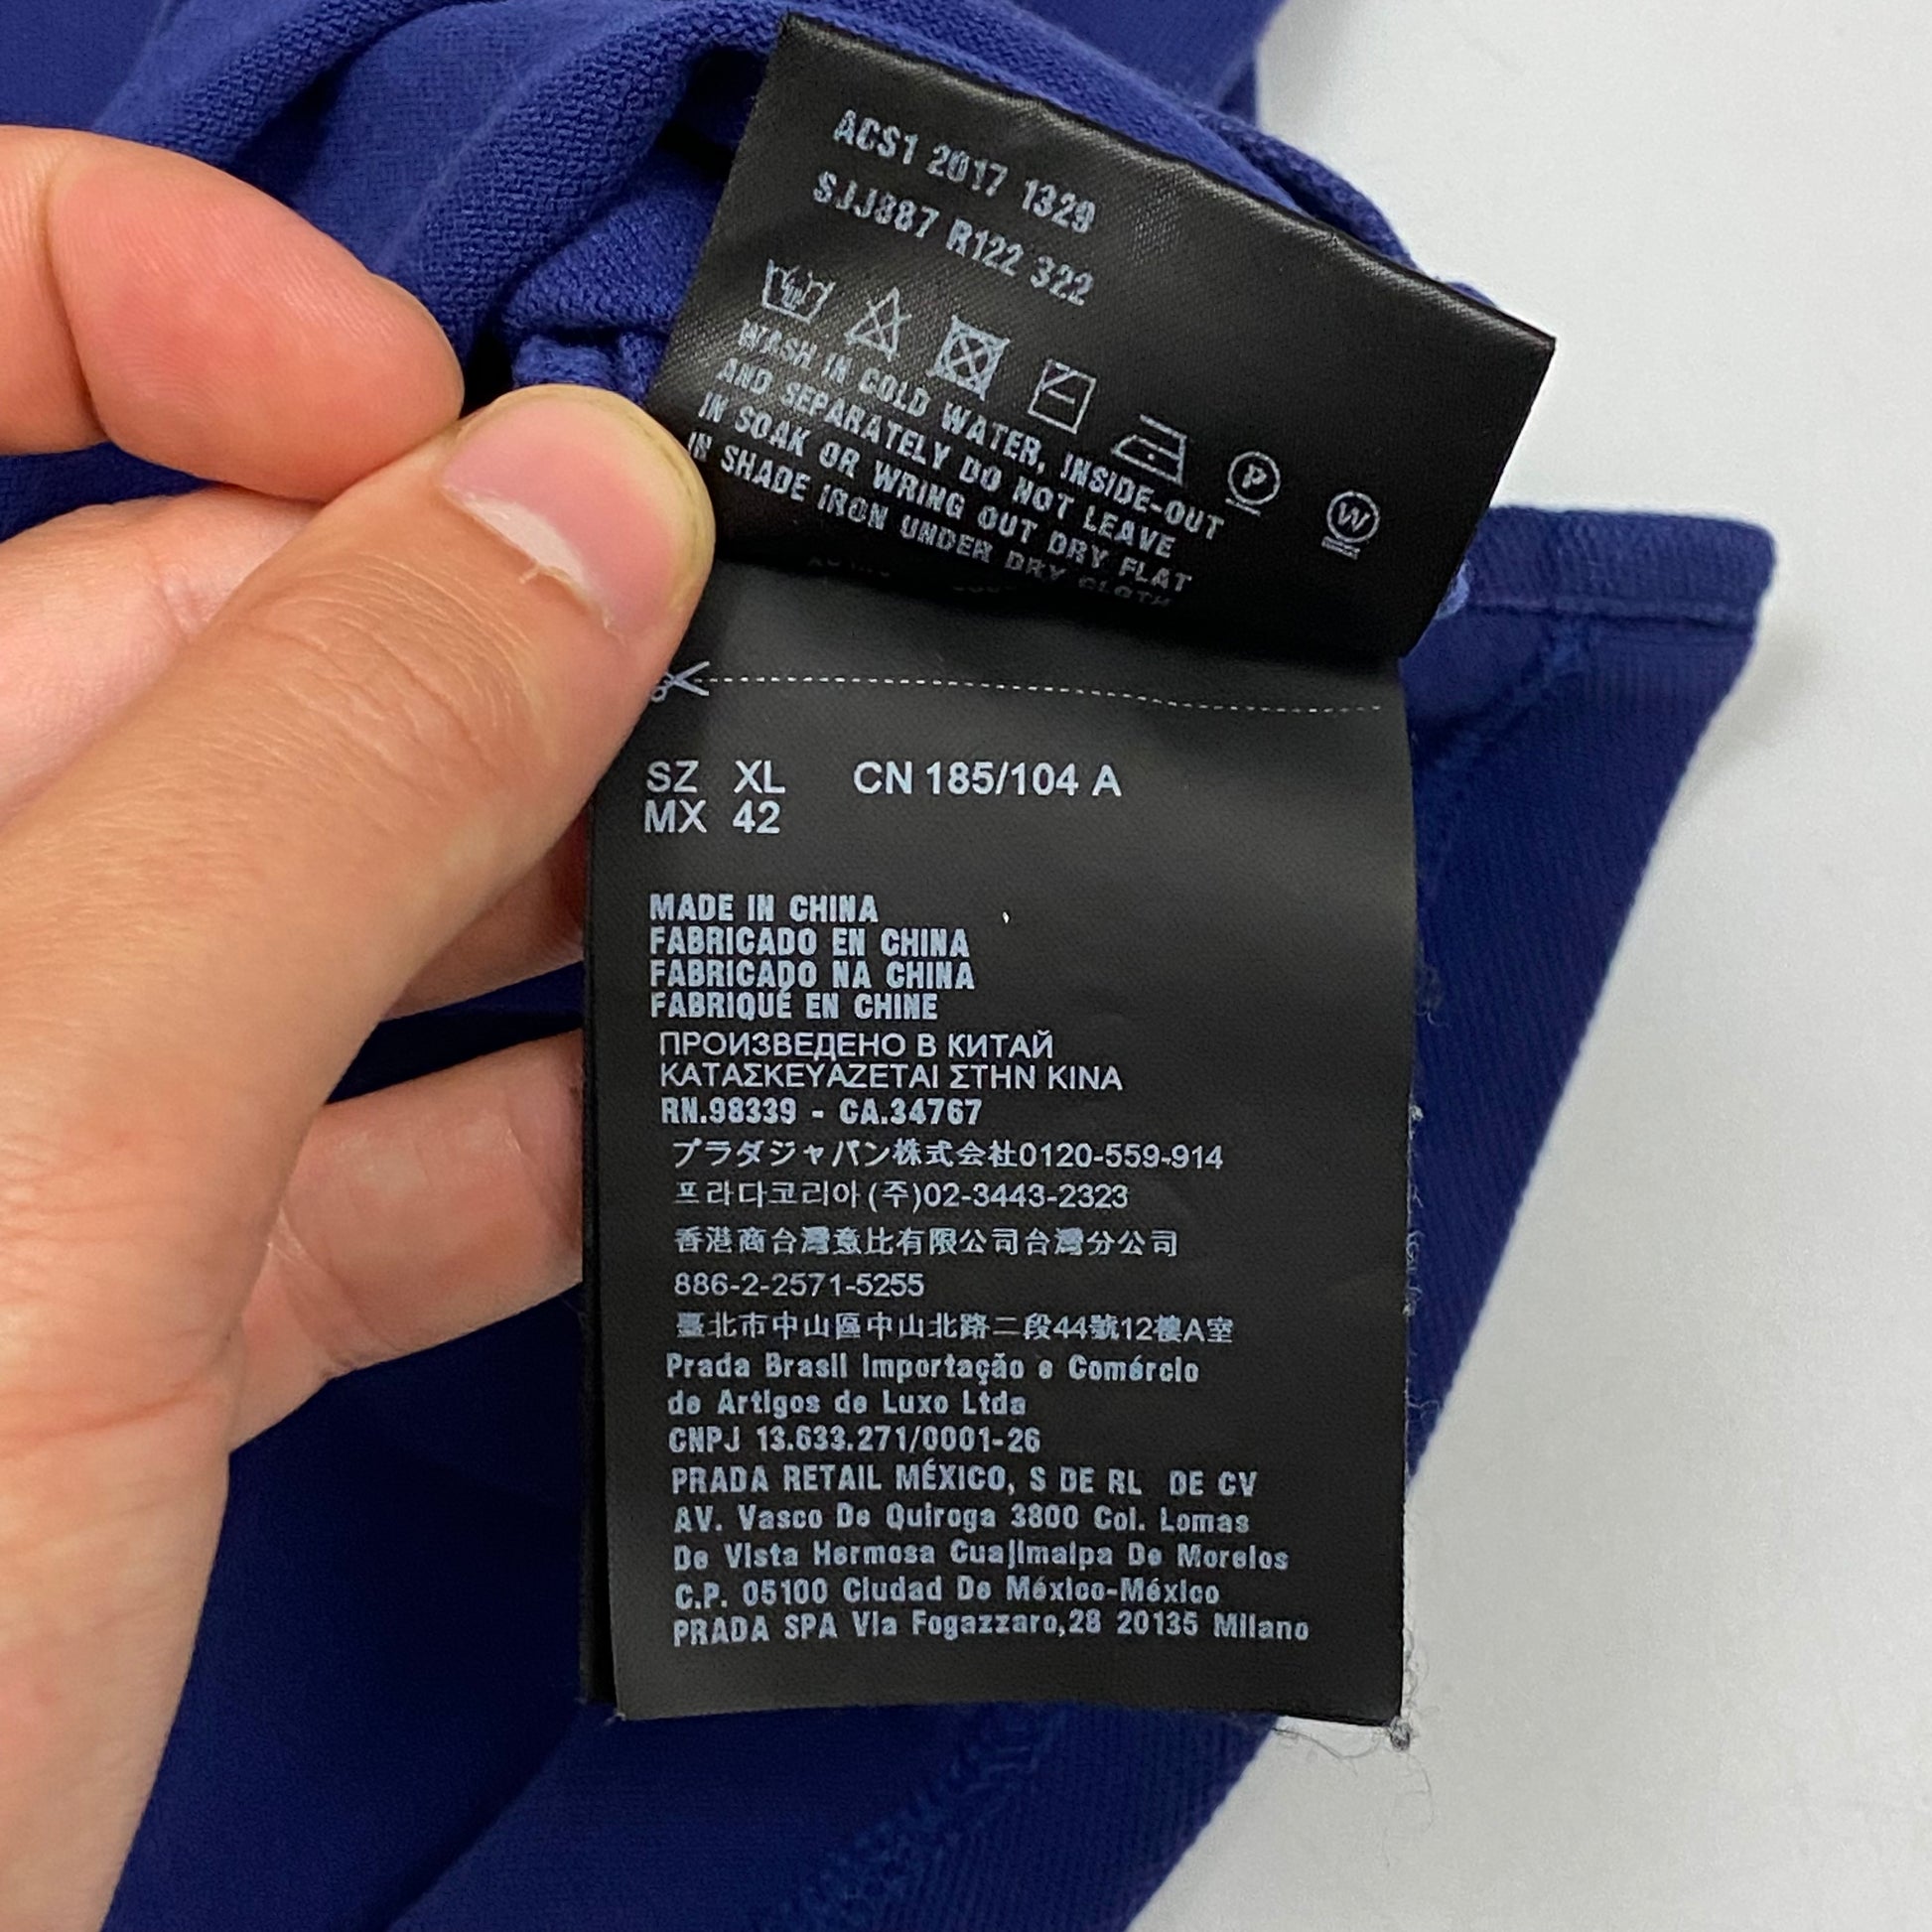 ACS1 2017 1329
SJJ887 R122 322
WASH IN COLD WATER, INSIDE-OUT
AND SEPARATELY DO NOT LEAVE
IN SOAK OR WRING OUT DRY FLAT
IN SHADE IRON UNDER DRY CLOTH
P
W
SZ XL CN 185/104 A
MX 42
MADE IN CHINA
FABRICADO EN CHINA
FABRICADO NA CHINA
FABRIQUÉ EN CHINE
ПРОИЗВЕДЕНО В КИТАЙ
ΚΑΤΑΣΚΕΥΑΖΕΤΑΙ ΣΤΗΝ ΚΙΝΑ
RN.98339 - CA.34767
プラダジャパン株式会社0120-559-914
프라다코리아(주)02-3443-2323
香港商台灣意比有限公司台灣分公司
886-2-2571-5255
臺北市中山區中山北路二段44號12樓A室
Prada Brasil Importação e Comércio
de Artigos de Luxo Ltda
CNPJ 13.633.271/0001-26
PRADA RETAIL MÉXICO, S DE RL DE CV
AV. Vasco De Quiroga 3800 Col. Lomas
De Vista Hermosa Cuajimalpa De Morelos
C.P. 05100 Ciudad De México-México
PRADA SPA Via Fogazzaro,28 20135 Milano